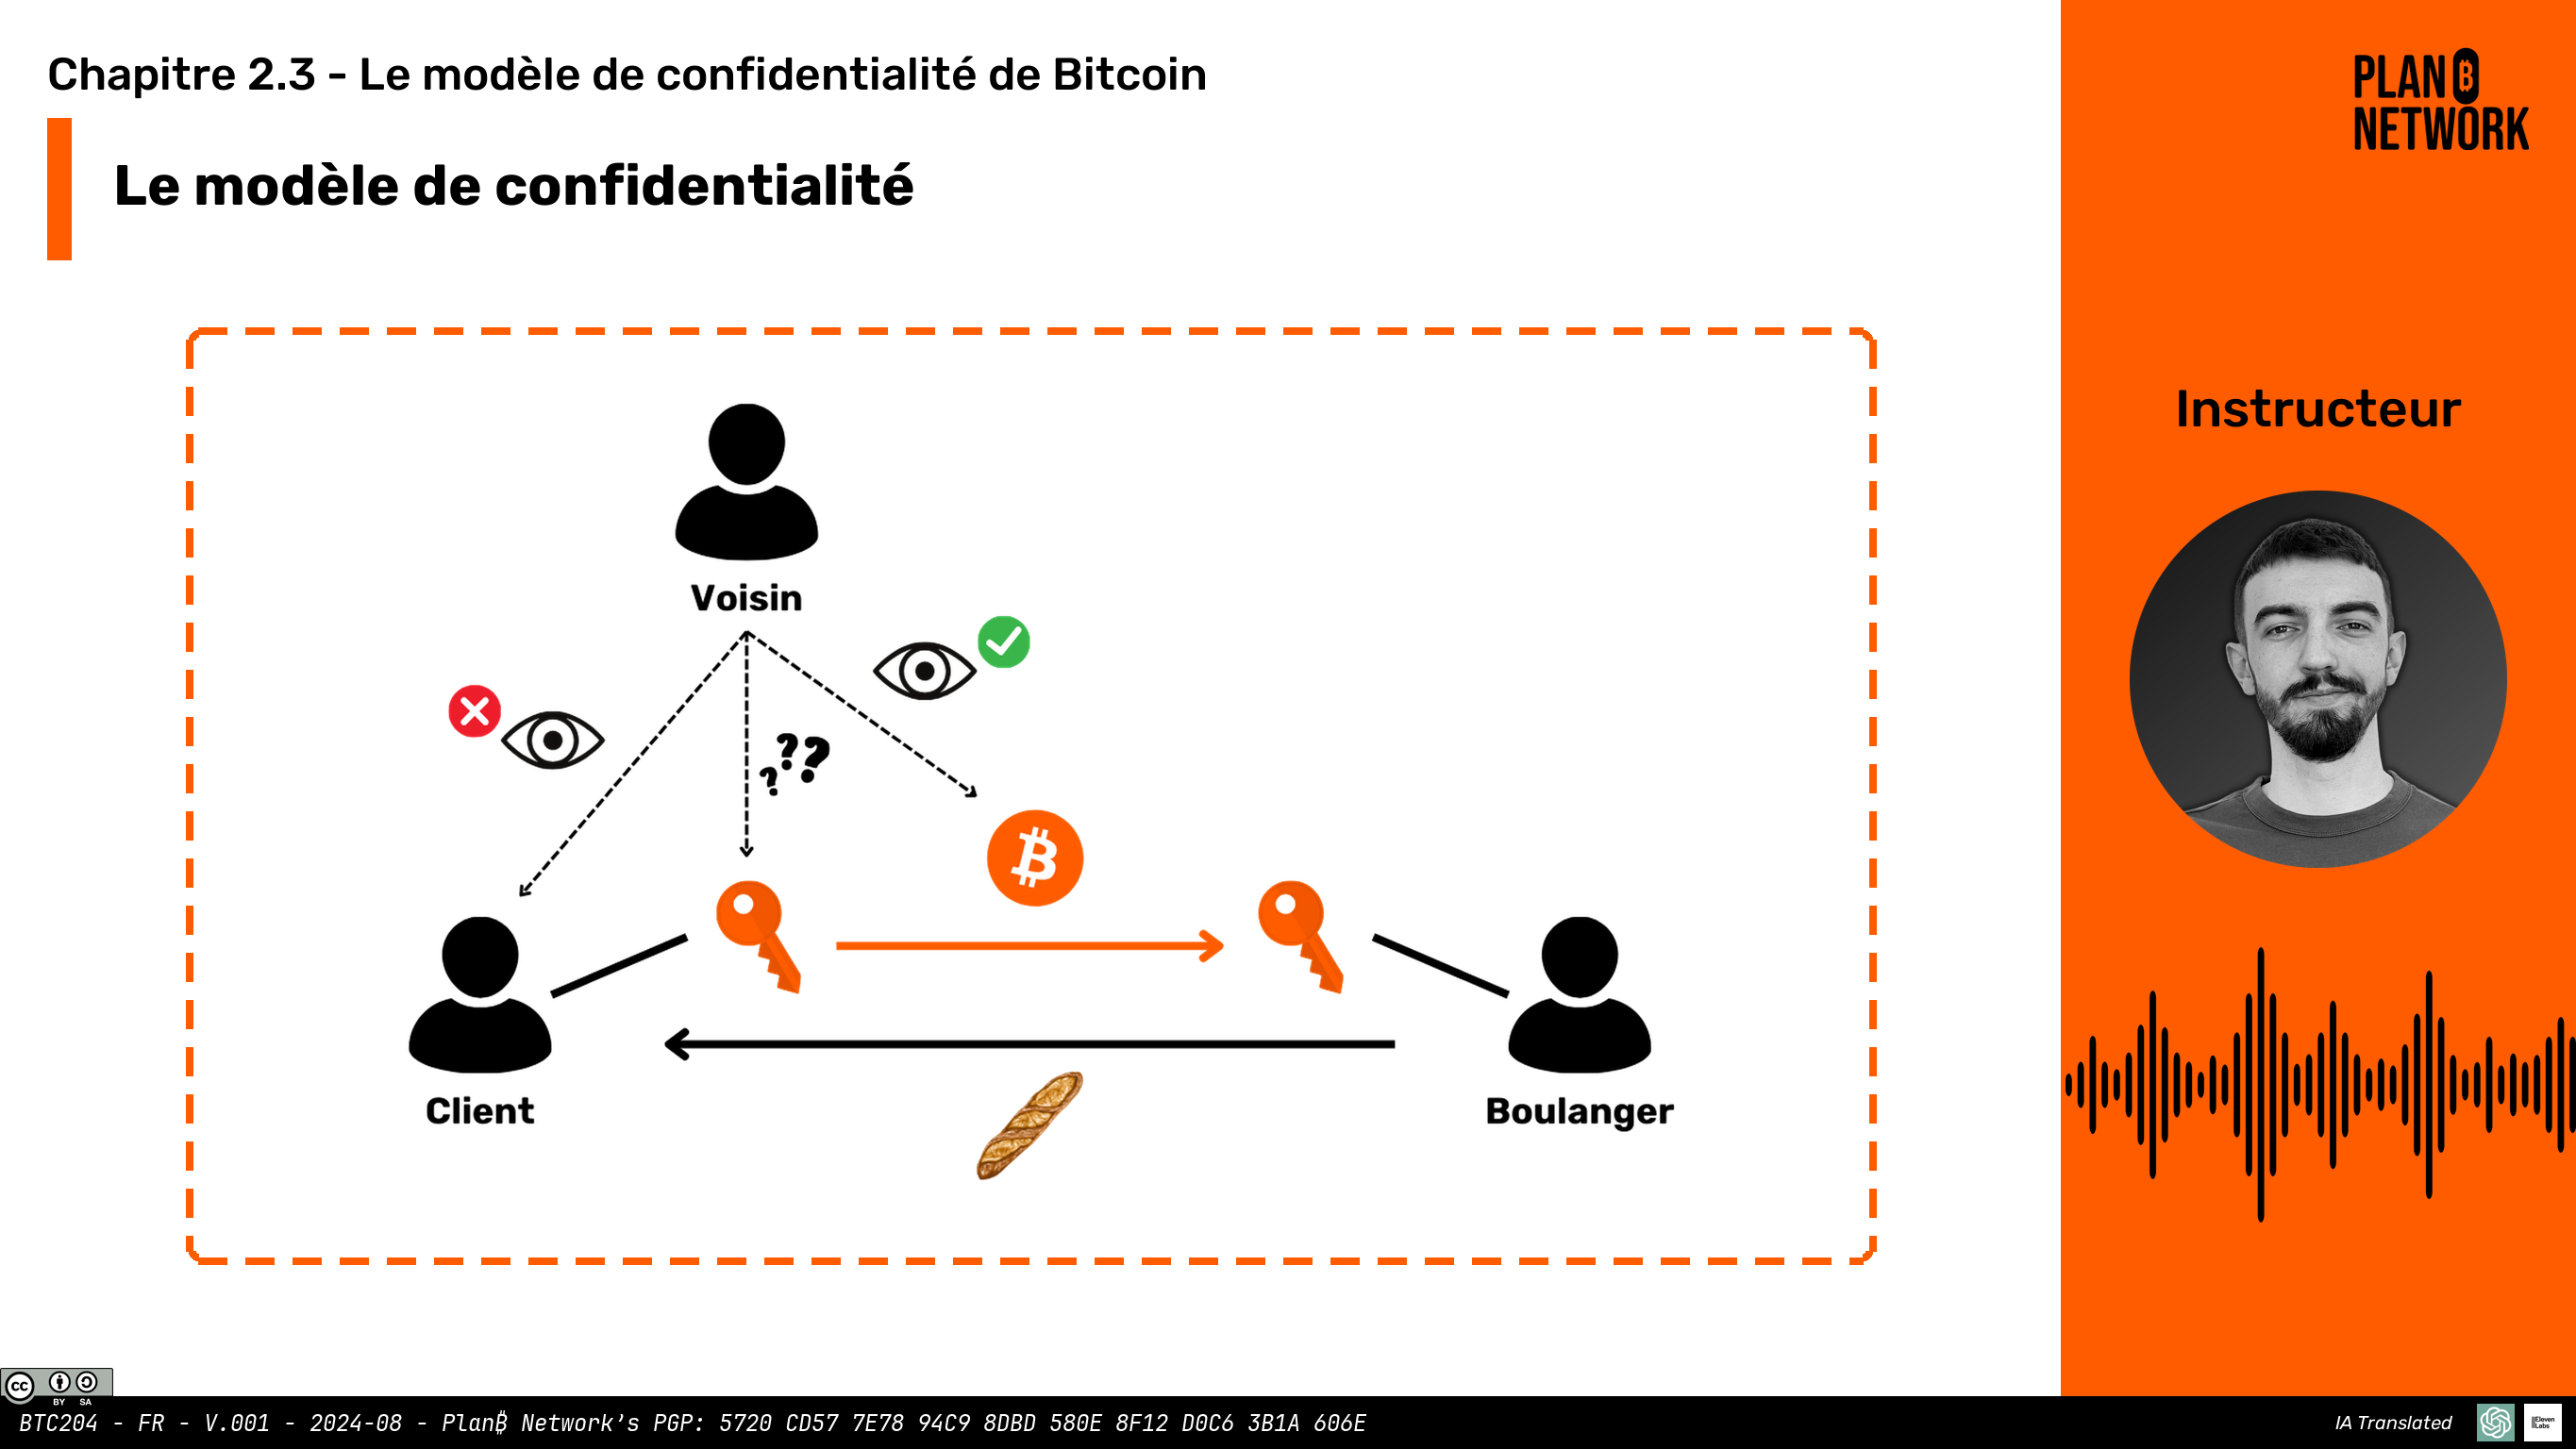 Chapitre 2.3 - Le modèle de confidentialité de Bitcoin
Le modèle de confidentialité
PLAN ₿
NETWORK
Instructeur
Voisin
???
Client
Boulanger
cc BY SA
BTC204 - FR - V.001 - 2024-08 - Plan₿ Network's PGP: 5720 CD57 7E78 94C9 8DBD 580E 8F12 D0C6 3B1A 606E
IA Translated
IIElevenLabs